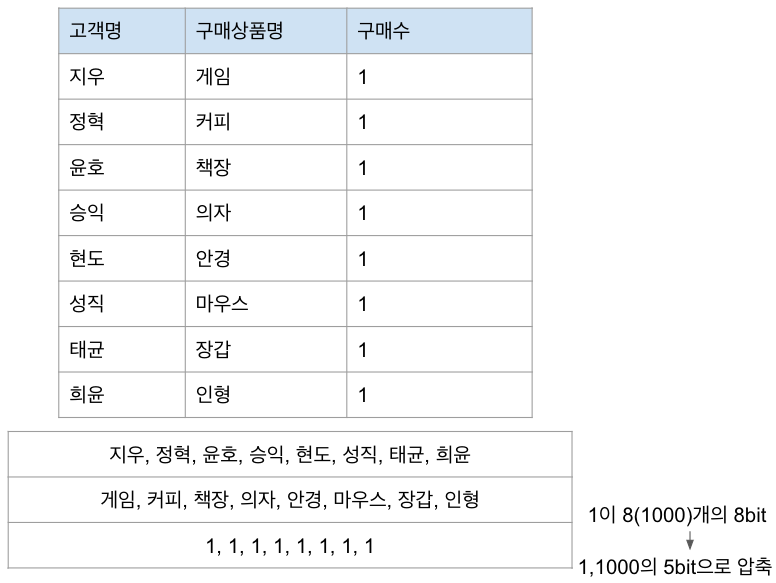 고객명 구매상품명 구매수
지우 게임 1
정혁 커피 1
윤호 책장 1
승익 의자 1
현도 안경 1
성직 마우스 1
태균 장갑 1
희윤 인형 1
지우, 정혁, 윤호, 승익, 현도, 성직, 태균, 희윤
게임, 커피, 책장, 의자, 안경, 마우스, 장갑, 인형
1, 1, 1, 1, 1, 1, 1, 1
1이 8(1000)개의 8bit
1,1000의 5bit으로 압축